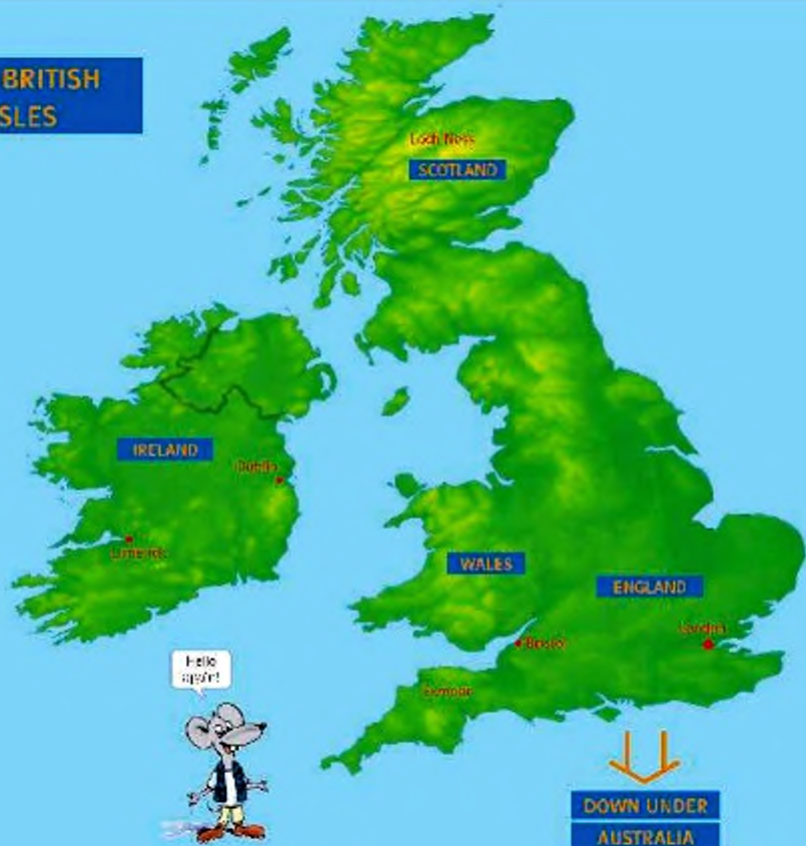 BRITISH
SLES
Loch Ness
SCOTLAND
IRELAND
Dublin
Limerick
WALES
ENGLAND
London
Bristol
Exmoor
Hello
again!
DOWN UNDER
AUSTRALIA